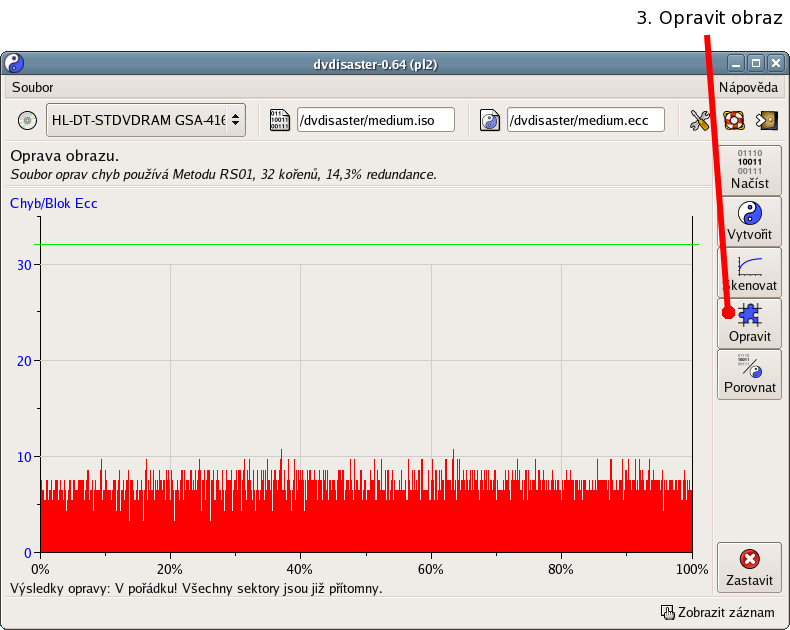 3. Opravit obraz
dvdisaster-0.64 (pl2)
Soubor
Nápověda
HL-DT-STDVDRAM GSA-416
/dvdisaster/medium.iso
/dvdisaster/medium.ecc
Oprava obrazu.
Soubor oprav chyb používá Metodu RS01, 32 kořenů, 14,3% redundance.
01110
10011
00111
Načíst
Chyb/Blok Ecc
Vytvořit
Skenovat
Opravit
Porovnat
30
20
10
0
0% 20% 40% 60% 80% 100%
Zastavit
Výsledky opravy: V pořádku! Všechny sektory jsou již přítomny.
Zobrazit záznam